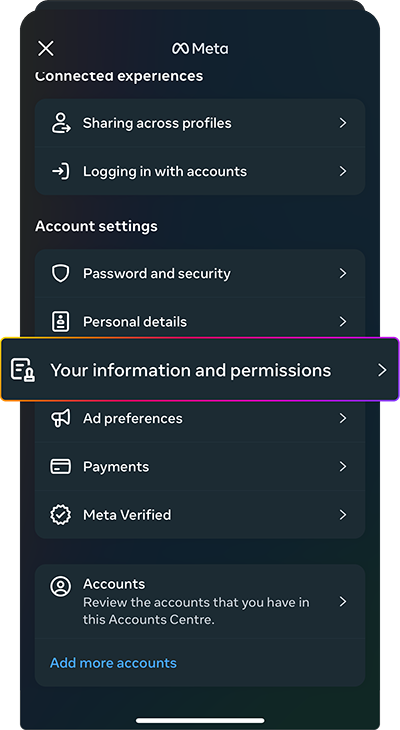 Meta
Connected experiences
Sharing across profiles
Logging in with accounts
Account settings
Password and security
Personal details
Your information and permissions
Ad preferences
Payments
Meta Verified
Accounts
Review the accounts that you have in
this Accounts Centre.
Add more accounts